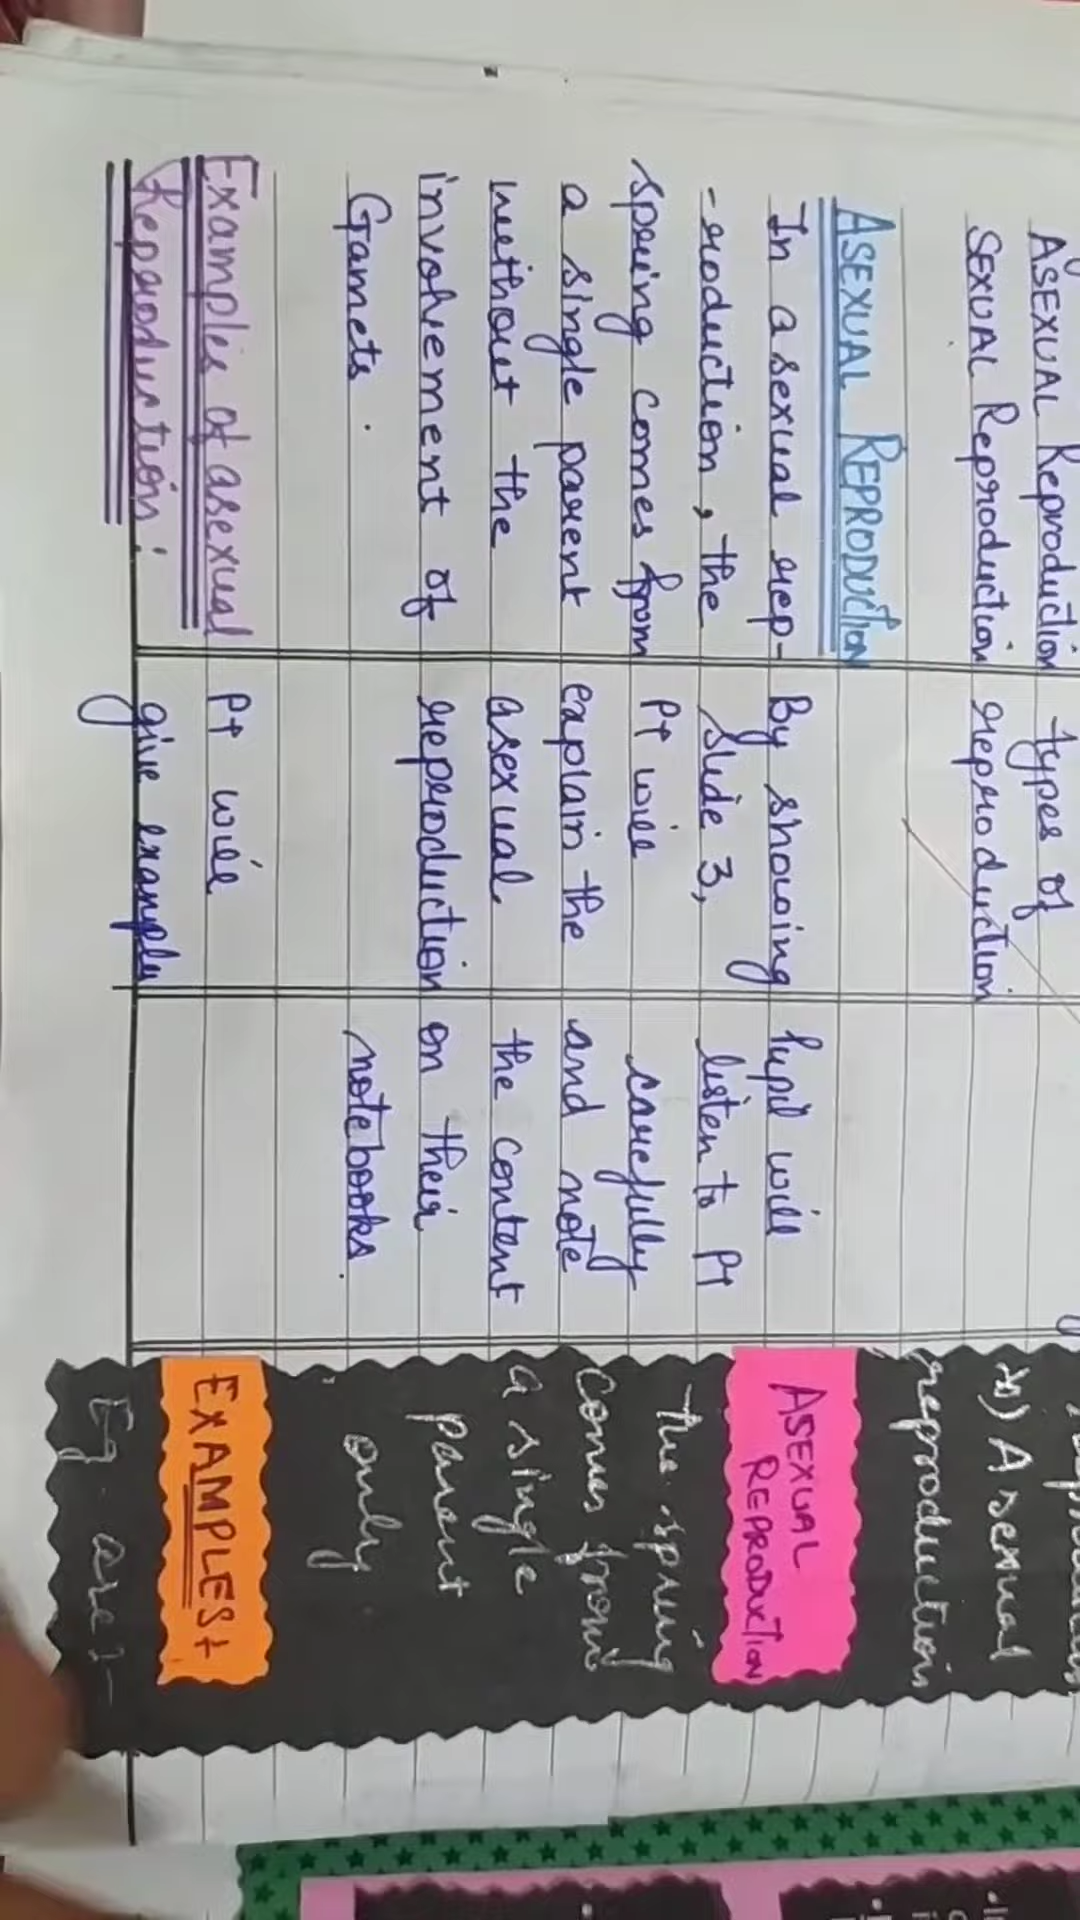 ASEXUAL Reproduction
SEXUAL Reproduction
ASEXUAL REPRODUCTION
In asexual rep-
-roduction, the
spring comes from
a single parent
without the
involvement of
Gamets.
Examples of asexual
Reproduction:
types of
reproduction
By showing
slide 3,
PT will
explain the
asexual
reproduction
PT will
give examples
Pupil will
listen to PT
carefully
and note
the content
on their
notebooks.
Asexual
reproduction
ASEXUAL
REPRODUCTION
the spring
comes from
a single
parent
only
EXAMPLES
Eg are:-